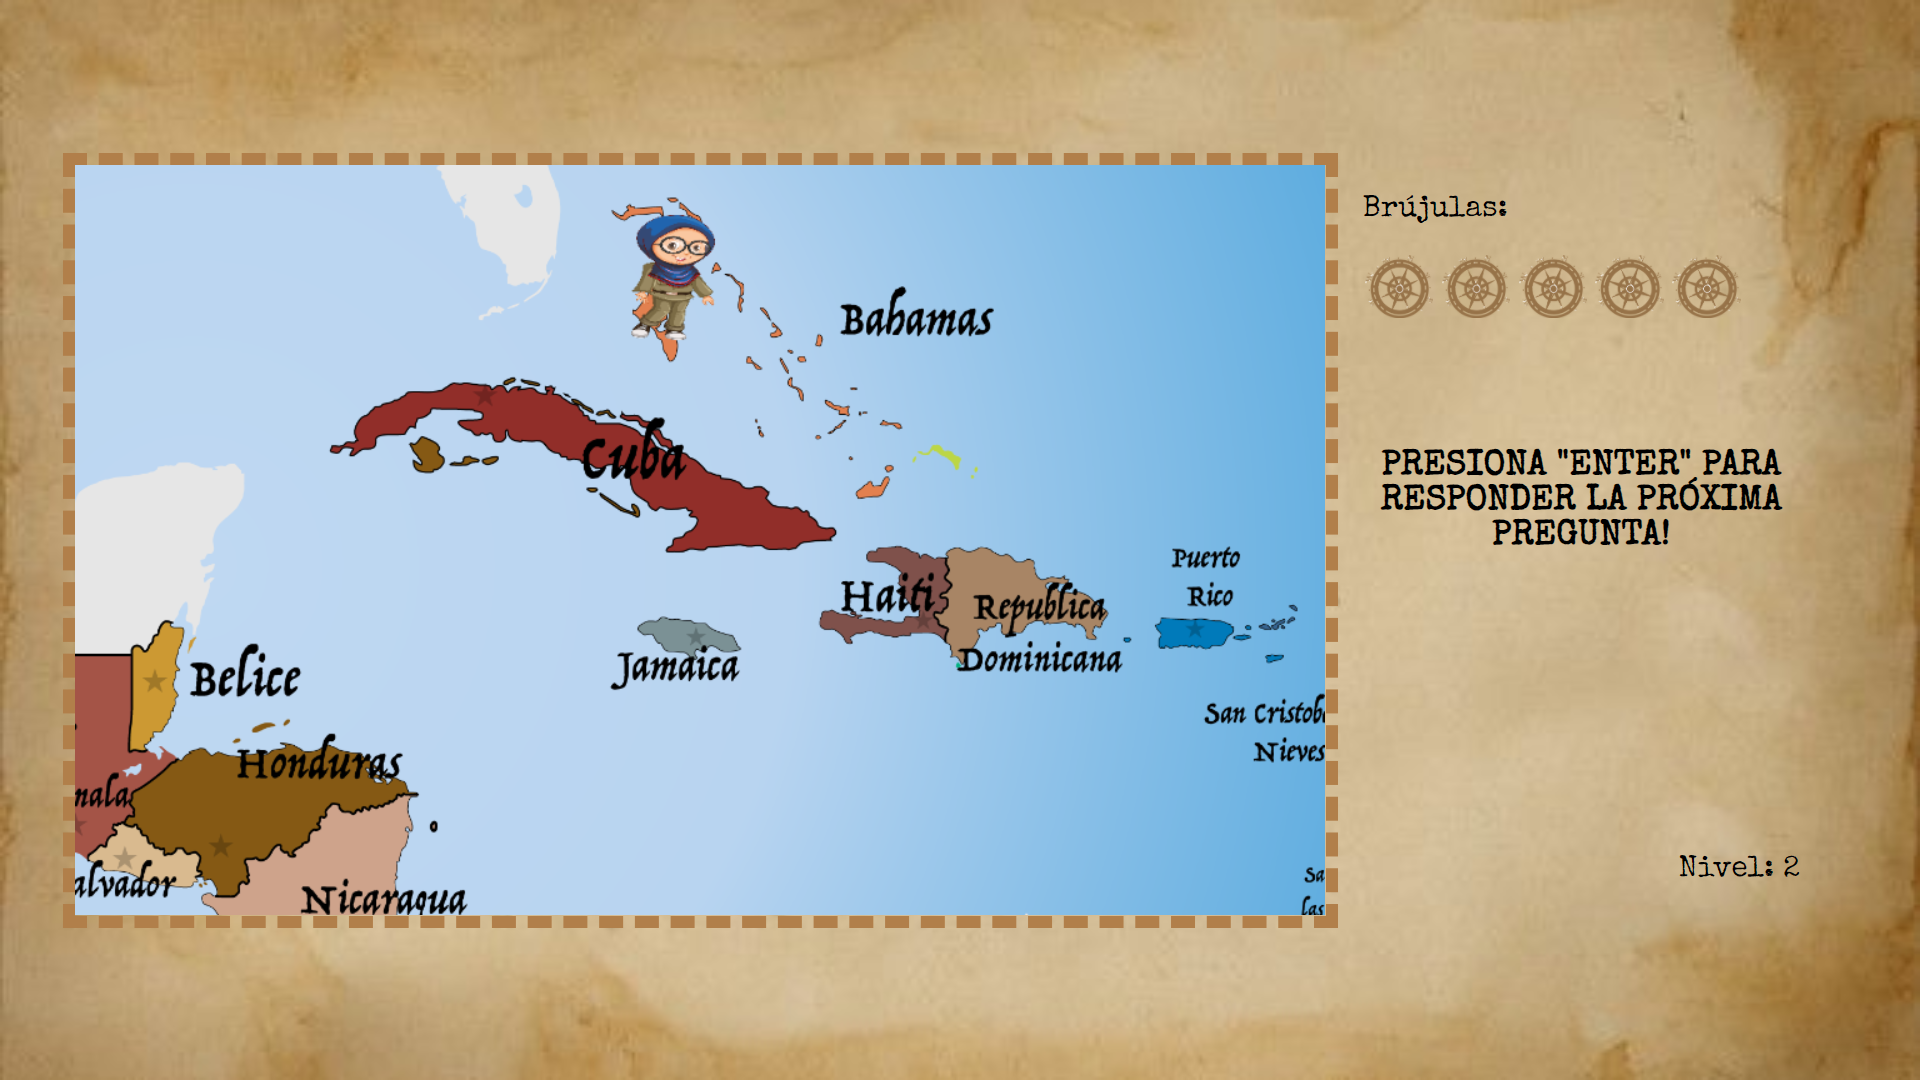 Brújulas:
Bahamas
Cuba
PRESIONA "ENTER" PARA
RESPONDER LA PRÓXIMA
PREGUNTA!
Puerto
Rico
Haiti
Republica
Dominicana
Jamaica
Belice
San Cristob
Nieves
Honduras
nala
alvador
Nicaragua
Sa
las
Nivel: 2